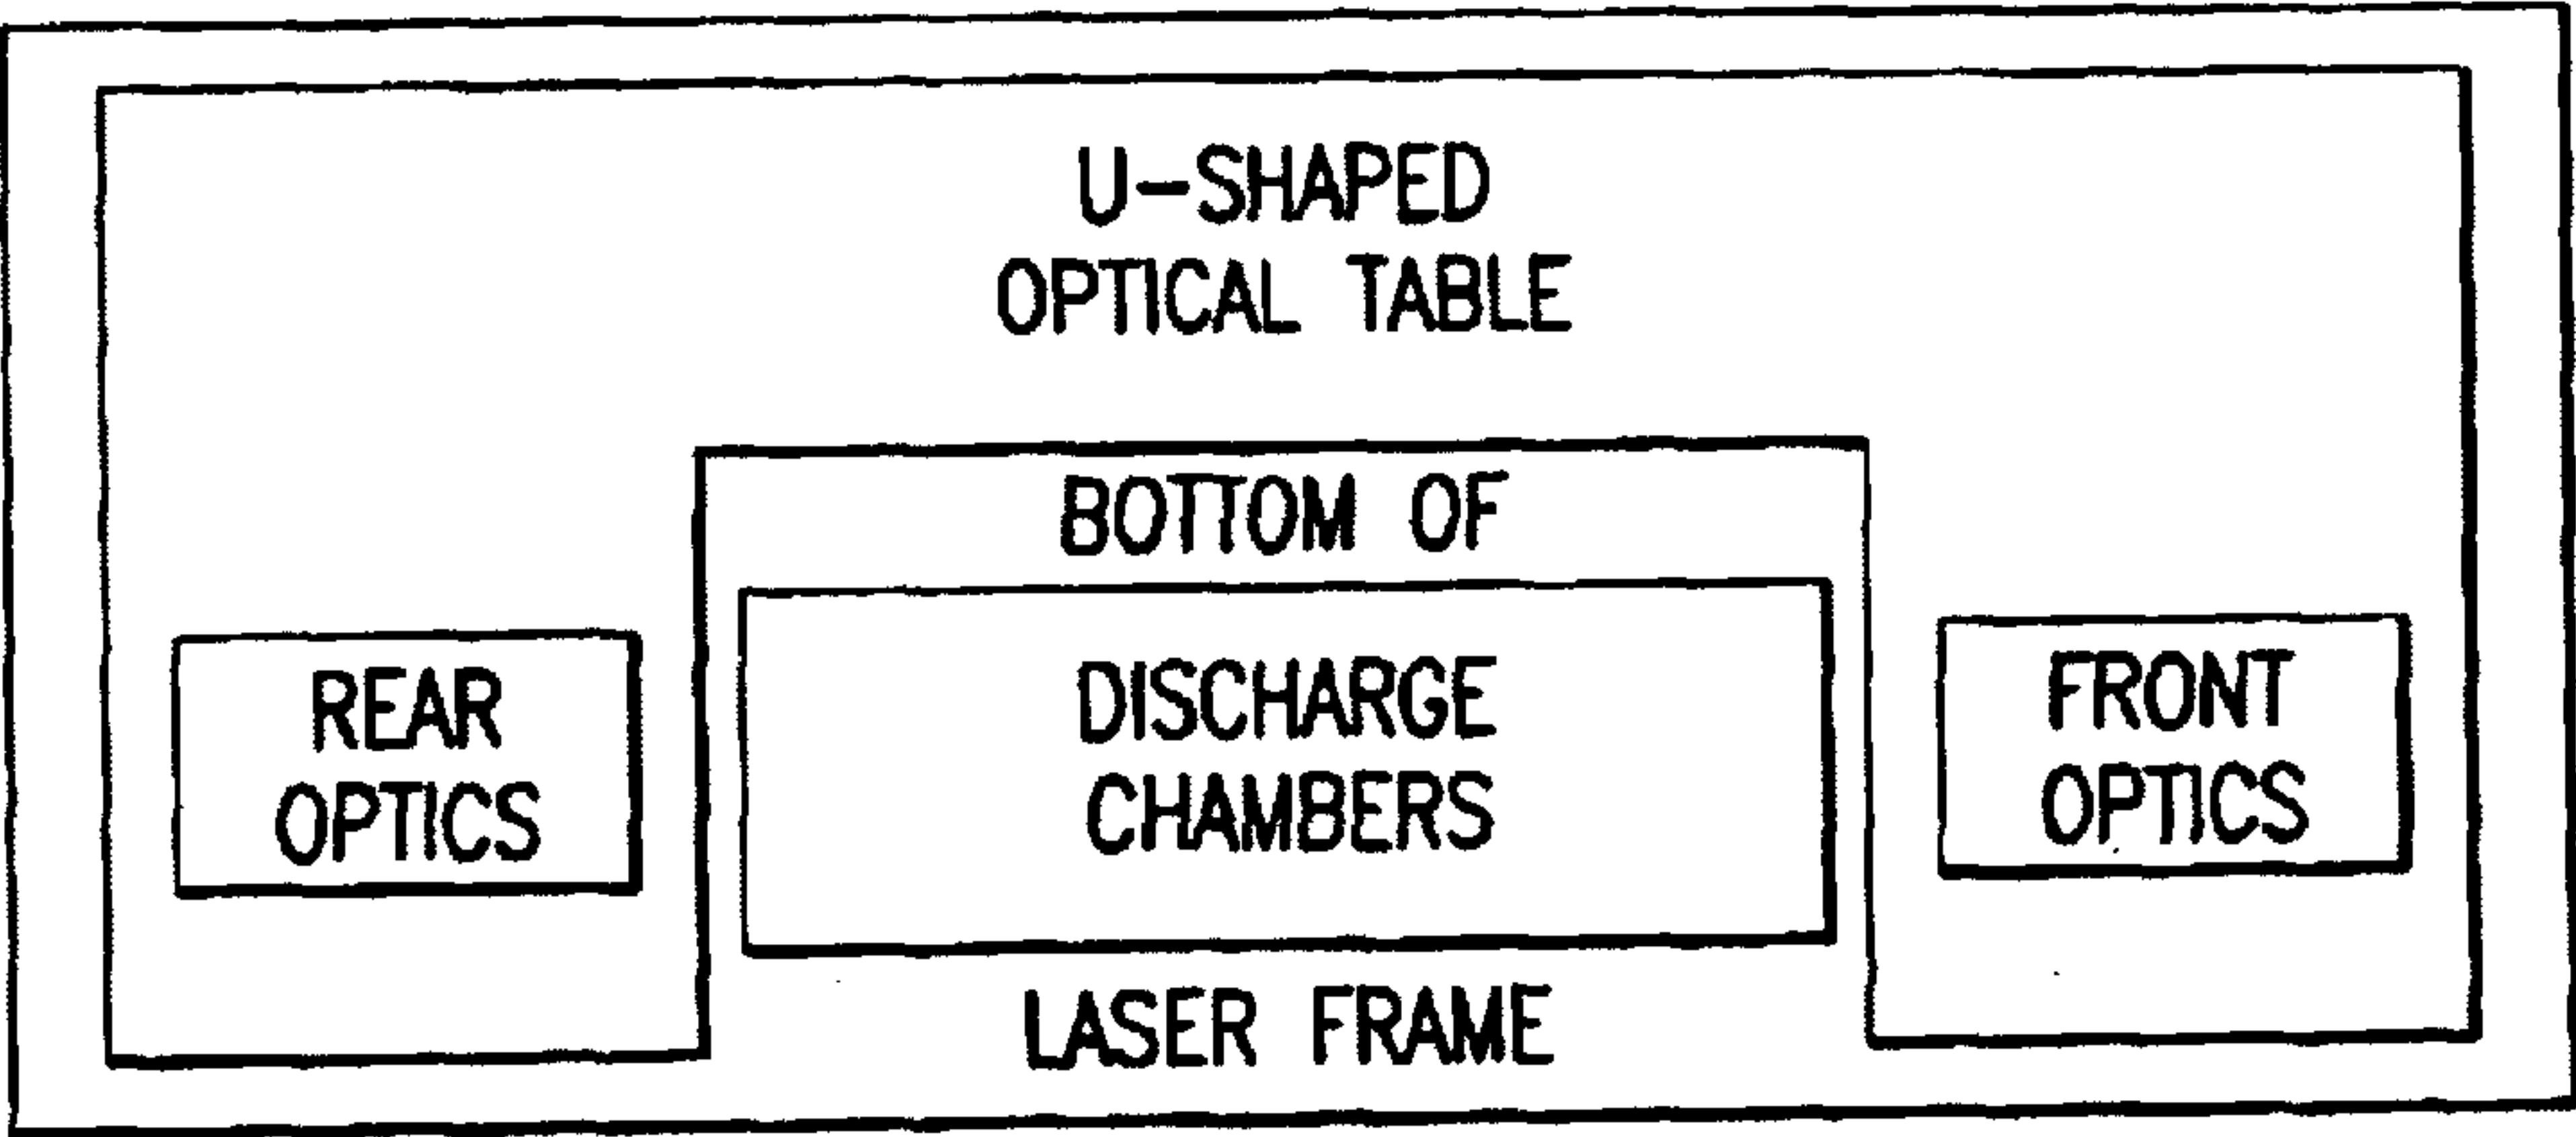 U-SHAPED
OPTICAL TABLE
BOTTOM OF
REAR
OPTICS
DISCHARGE
CHAMBERS
FRONT
OPTICS
LASER FRAME